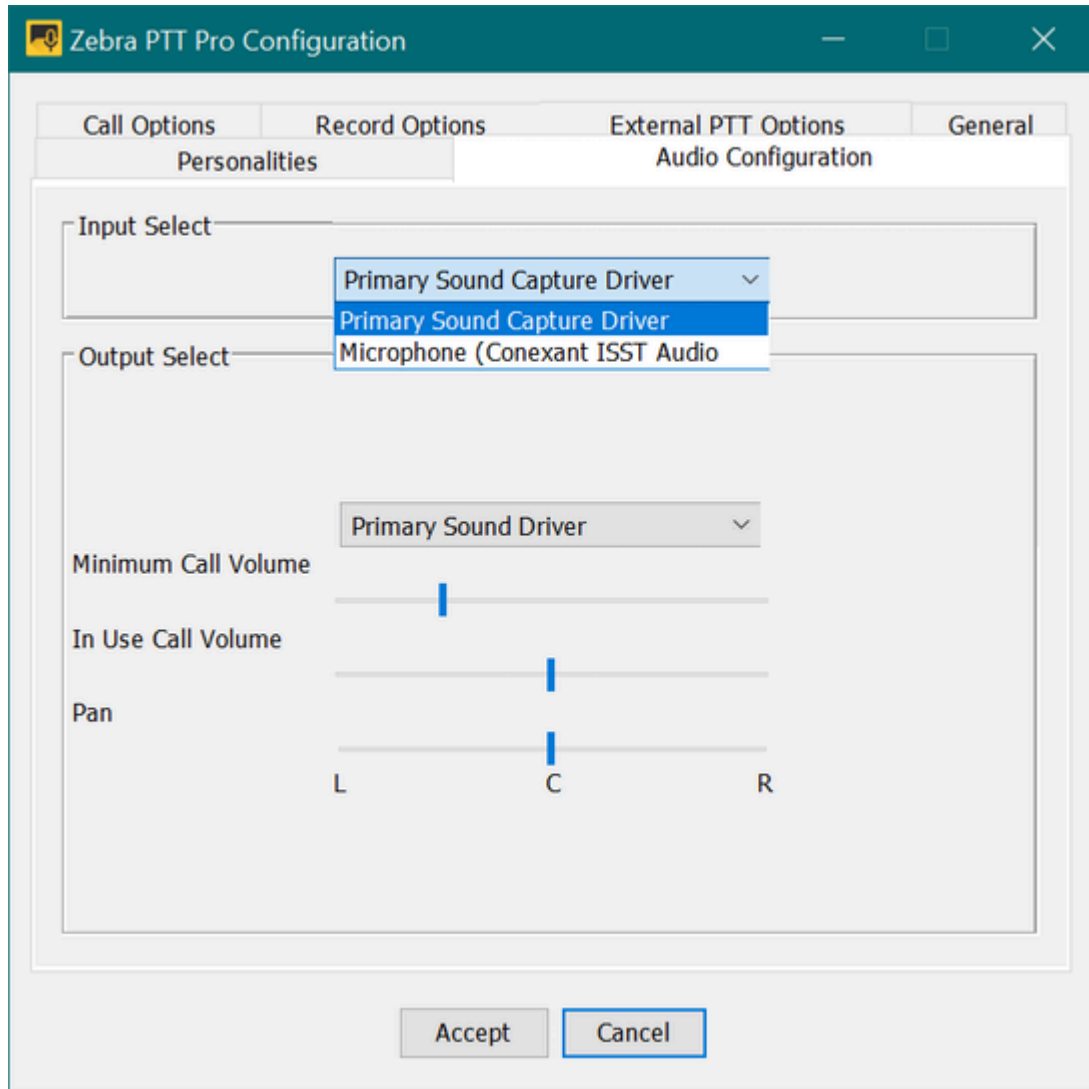 Zebra PTT Pro Configuration
Call Options Record Options External PTT Options General
Personalities Audio Configuration
Input Select
Primary Sound Capture Driver
Primary Sound Capture Driver
Microphone (Conexant ISST Audio
Output Select
Primary Sound Driver
Minimum Call Volume
In Use Call Volume
Pan
L C R
Accept Cancel